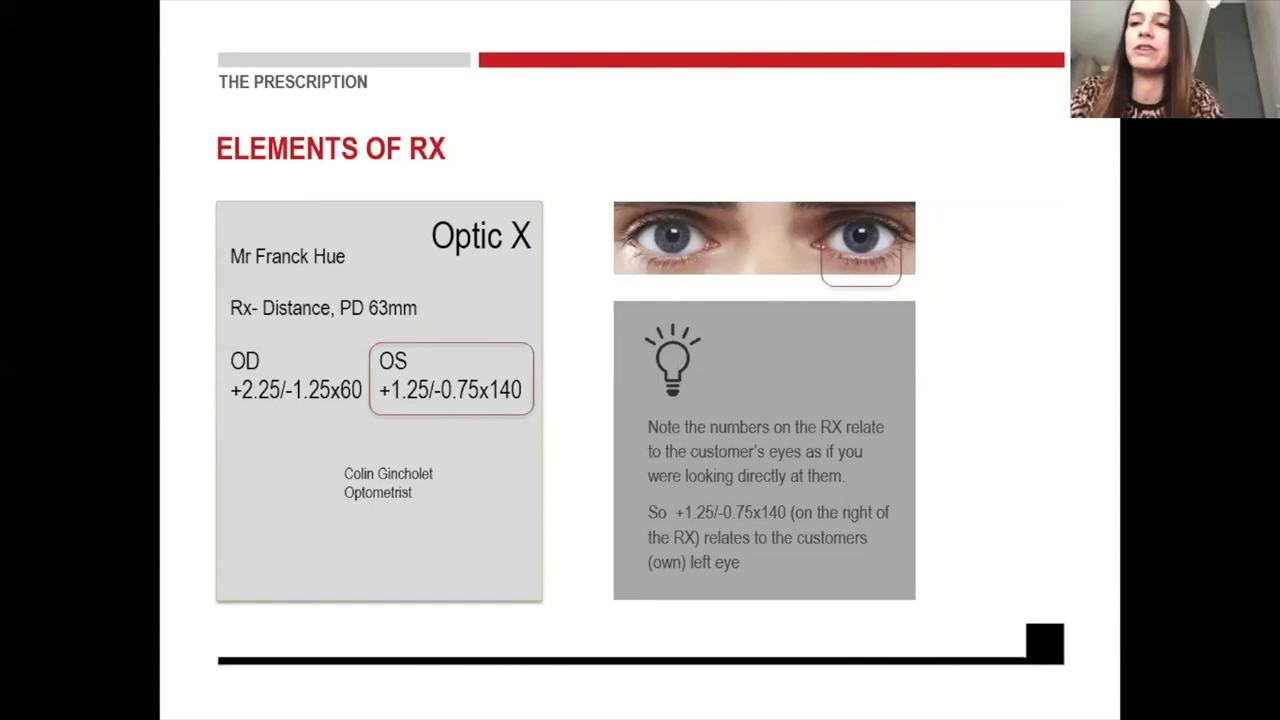 THE PRESCRIPTION
ELEMENTS OF RX
Optic X
Mr Franck Hue
Rx- Distance, PD 63mm
OD
+2.25/-1.25x60
OS
+1.25/-0.75x140
Colin Gincholet
Optometrist
Note the numbers on the RX relate
to the customer's eyes as if you
were looking directly at them.
So +1.25/-0.75x140 (on the right of
the RX) relates to the customers
(own) left eye